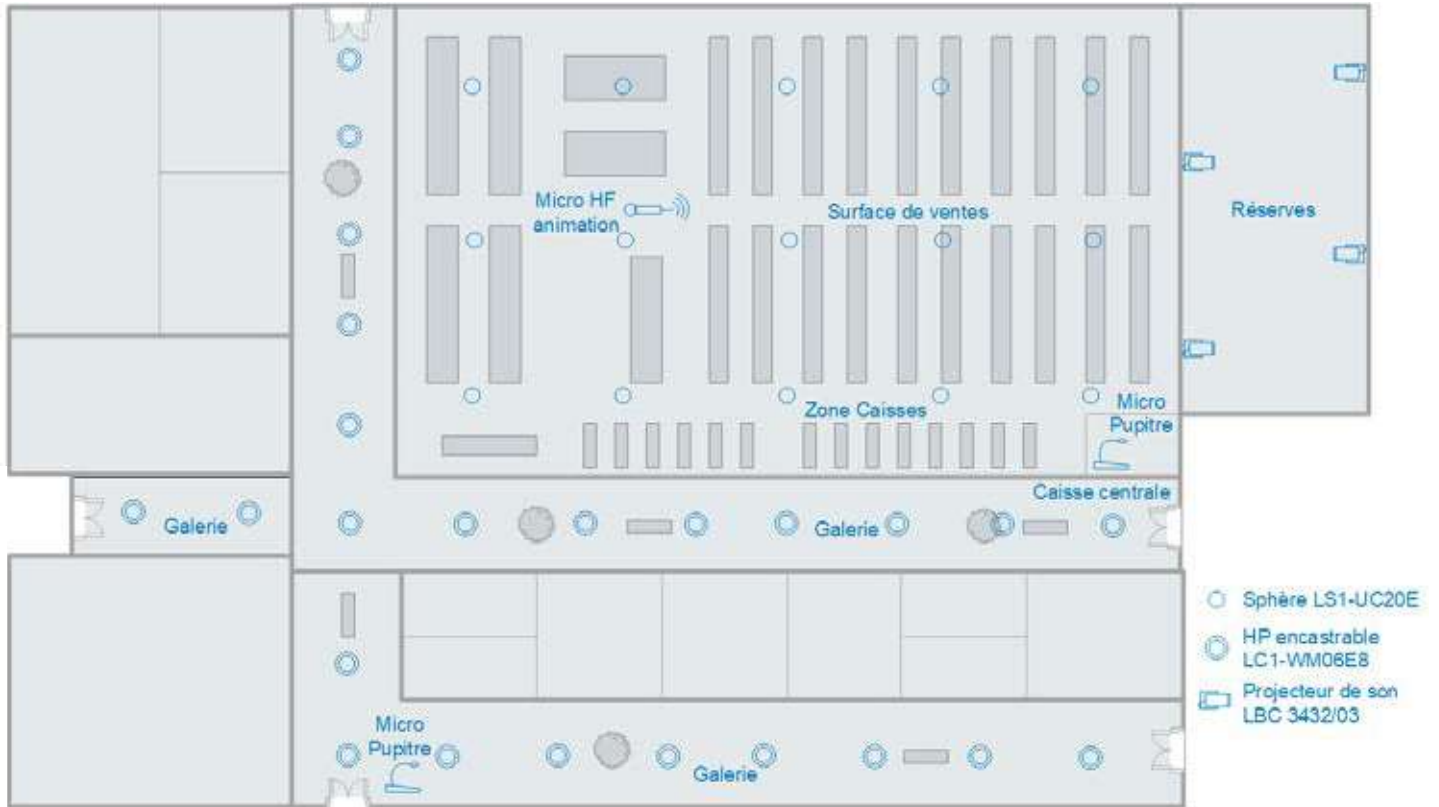 Micro HF
animation
Surface de ventes
Réserves
Zone Caisses
Micro
Pupitre
Caisse centrale
Galerie
Galerie
Sphère LS1-UC20E
HP encastrable
LC1-WM06E8
Projecteur de son
LBC 3432/03
Micro
Pupitre
Galerie